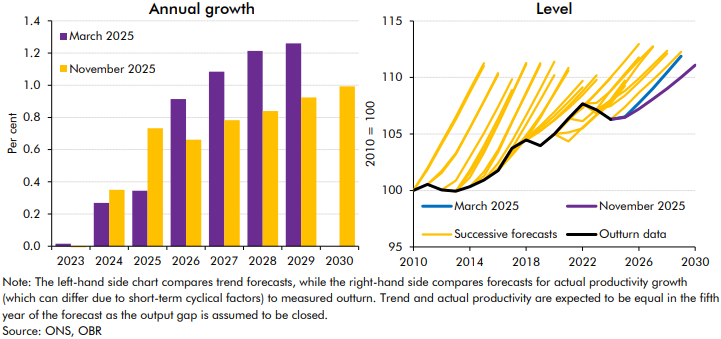 Annual growth
Level
1.4
1.2
1.0
0.8
0.6
0.4
0.2
0.0
Per cent
March 2025
November 2025
2023 2024 2025 2026 2027 2028 2029 2030
115
110
105
100
95
2010 = 100
March 2025
November 2025
Successive forecasts
Outturn data
2010 2014 2018 2022 2026 2030
Note: The left-hand side chart compares trend forecasts, while the right-hand side compares forecasts for actual productivity growth
(which can differ due to short-term cyclical factors) to measured outturn. Trend and actual productivity are expected to be equal in the fifth
year of the forecast as the output gap is assumed to be closed.
Source: ONS, OBR